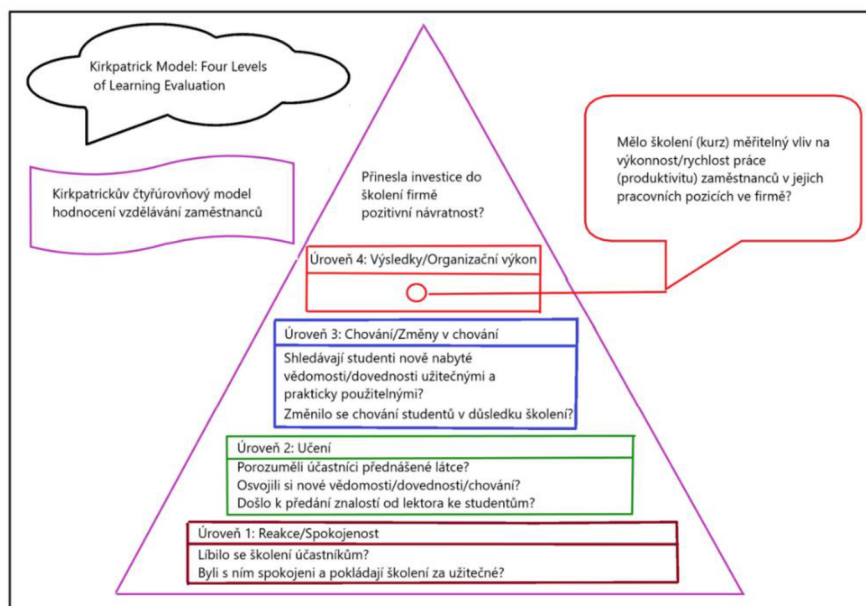 Kirkpatrick Model: Four Levels
of Learning Evaluation
Kirkpatrickův čtyřúrovňový model
hodnocení vzdělávání zaměstnanců
Přinesla investice do
školení firmě
pozitivní návratnost?
Mělo školení (kurz) měřitelný vliv na
výkonnost/rychlost práce
(produktivitu) zaměstnanců v jejich
pracovních pozicích ve firmě?
Úroveň 4: Výsledky/Organizační výkon
Úroveň 3: Chování/Změny v chování
Shledávají studenti nově nabyté
vědomosti/dovednosti užitečnými a
prakticky použitelnými?
Změnilo se chování studentů v důsledku školení?
Úroveň 2: Učení
Porozuměli účastníci přednášené látce?
Osvojili si nové vědomosti/dovednosti/chování?
Došlo k předání znalostí od lektora ke studentům?
Úroveň 1: Reakce/Spokojenost
Líbilo se školení účastníkům?
Byli s ním spokojeni a pokládají školení za užitečné?